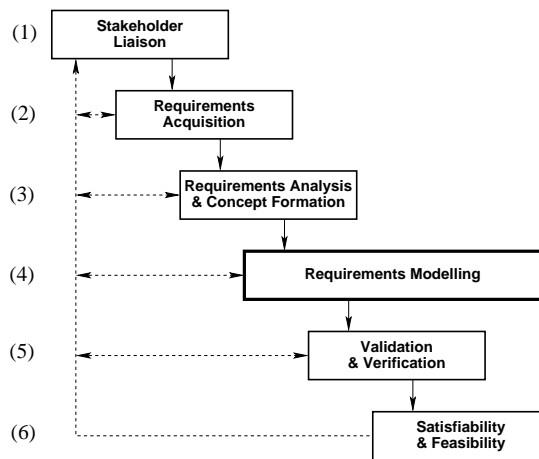 (1)
Stakeholder
Liaison
(2)
Requirements
Acquisition
(3)
Requirements Analysis
& Concept Formation
(4)
Requirements Modelling
(5)
Validation
& Verification
(6)
Satisfiability
& Feasibility